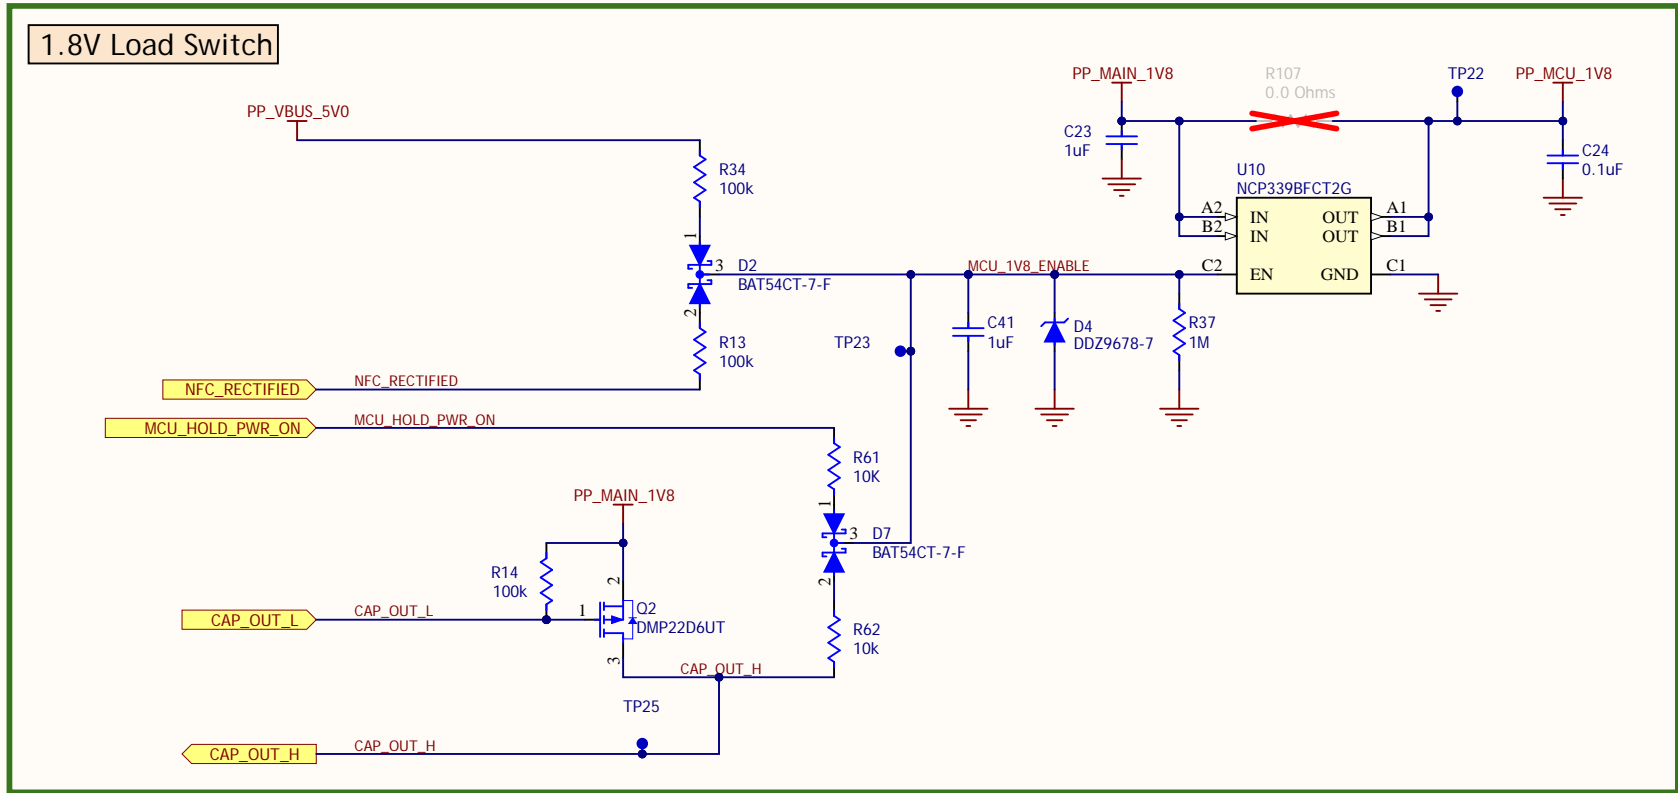 1.8V Load Switch
PP_VBUS_5V0
R34
100k
1
3
D2
BAT54CT-7-F
2
R13
100k
NFC_RECTIFIED
NFC_RECTIFIED
MCU_HOLD_PWR_ON
MCU_HOLD_PWR_ON
PP_MAIN_1V8
R107
0.0 Ohms
TP22
PP_MCU_1V8
C23
1uF
C24
0.1uF
U10
NCP339BFCT2G
A2
IN
OUT
A1
B2
IN
OUT
B1
C2
EN
GND
C1
MCU_1V8_ENABLE
TP23
C41
1uF
D4
DDZ9678-7
R37
1M
R61
10K
1
3
D7
BAT54CT-7-F
2
R62
10k
PP_MAIN_1V8
R14
100k
2
CAP_OUT_L
CAP_OUT_L
1
Q2
DMP22D6UT
3
CAP_OUT_H
TP25
CAP_OUT_H
CAP_OUT_H